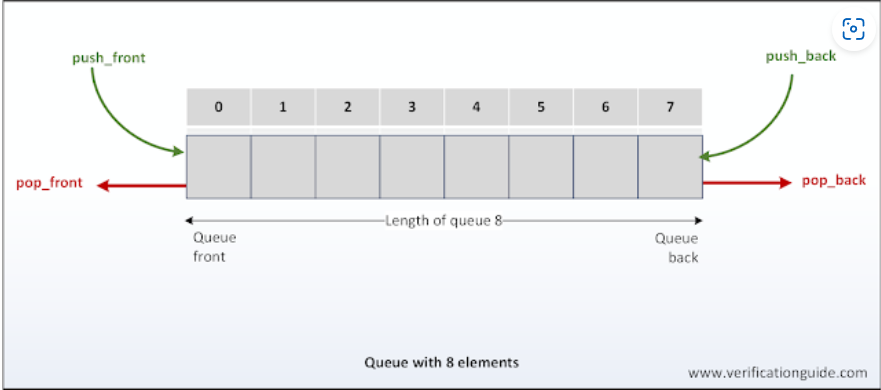 push_front
push_back
0 1 2 3 4 5 6 7
pop_front
pop_back
Length of queue 8
Queue
front
Queue
back
Queue with 8 elements
www.verificationguide.com